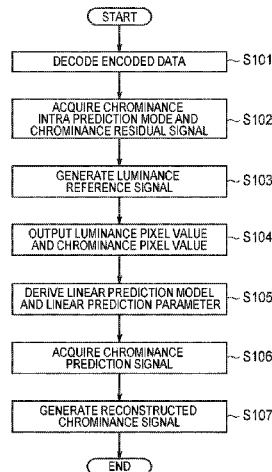 START
DECODE ENCODED DATA
S101
ACQUIRE CHROMINANCE
INTRA PREDICTION MODE AND
CHROMINANCE RESIDUAL SIGNAL
S102
GENERATE LUMINANCE
REFERENCE SIGNAL
S103
OUTPUT LUMINANCE PIXEL VALUE
AND CHROMINANCE PIXEL VALUE
S104
DERIVE LINEAR PREDICTION MODEL
AND LINEAR PREDICTION PARAMETER
S105
ACQUIRE CHROMINANCE
PREDICTION SIGNAL
S106
GENERATE RECONSTRUCTED
CHROMINANCE SIGNAL
S107
END